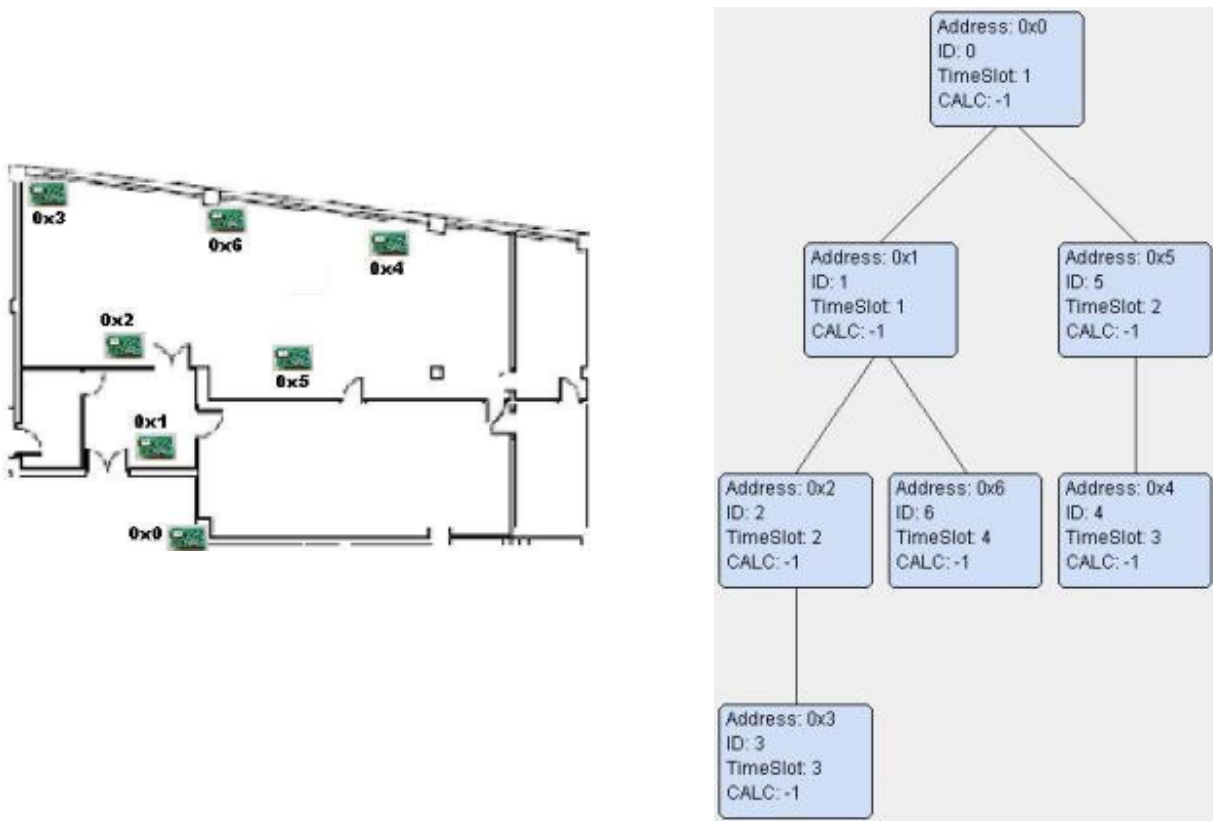 0x3
0x6
0x4
0x2
0x5
0x1
0x0
Address: 0x0
ID: 0
TimeSlot: 1
CALC: -1
Address: 0x1
ID: 1
TimeSlot: 1
CALC: -1
Address: 0x5
ID: 5
TimeSlot: 2
CALC: -1
Address: 0x2
ID: 2
TimeSlot: 2
CALC: -1
Address: 0x6
ID: 6
TimeSlot: 4
CALC: -1
Address: 0x4
ID: 4
TimeSlot: 3
CALC: -1
Address: 0x3
ID: 3
TimeSlot: 3
CALC: -1